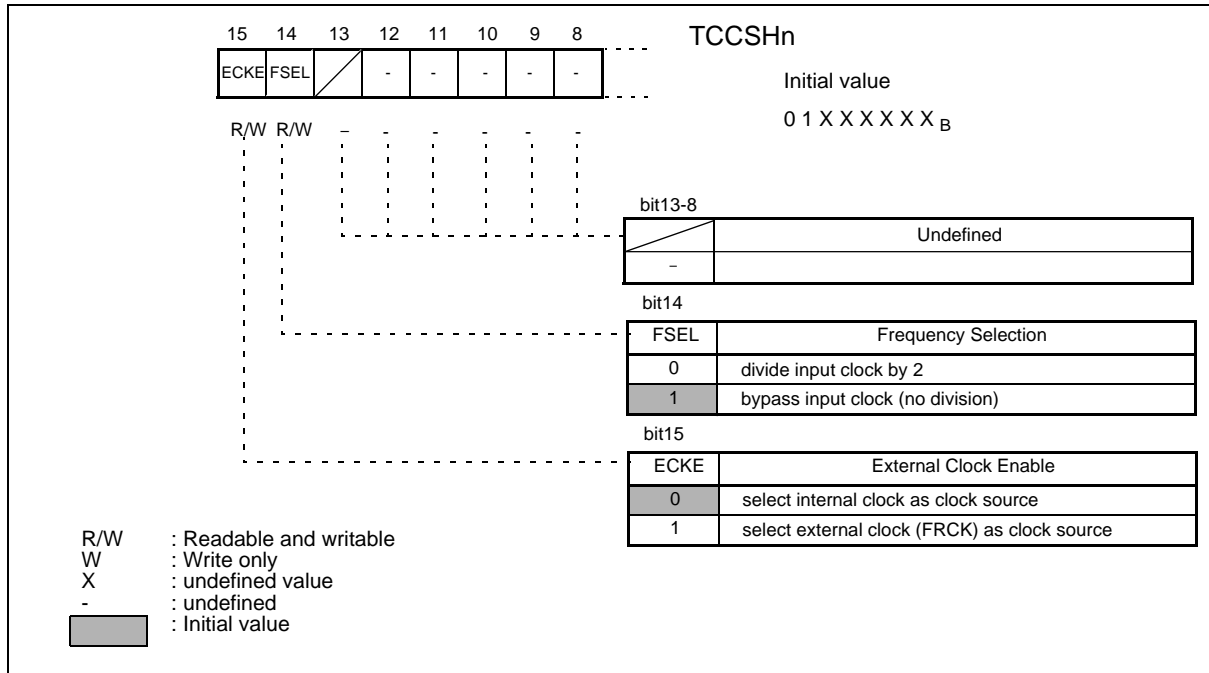 15 14 13 12 11 10 9 8
TCCSHn
ECKE FSEL - - - - -
Initial value
0 1 X X X X X X B
R/W R/W – - - - - -
bit13-8
Undefined
–
bit14
FSEL Frequency Selection
0 divide input clock by 2
1 bypass input clock (no division)
bit15
ECKE External Clock Enable
0 select internal clock as clock source
1 select external clock (FRCK) as clock source
R/W : Readable and writable
W : Write only
X : undefined value
- : undefined
: Initial value